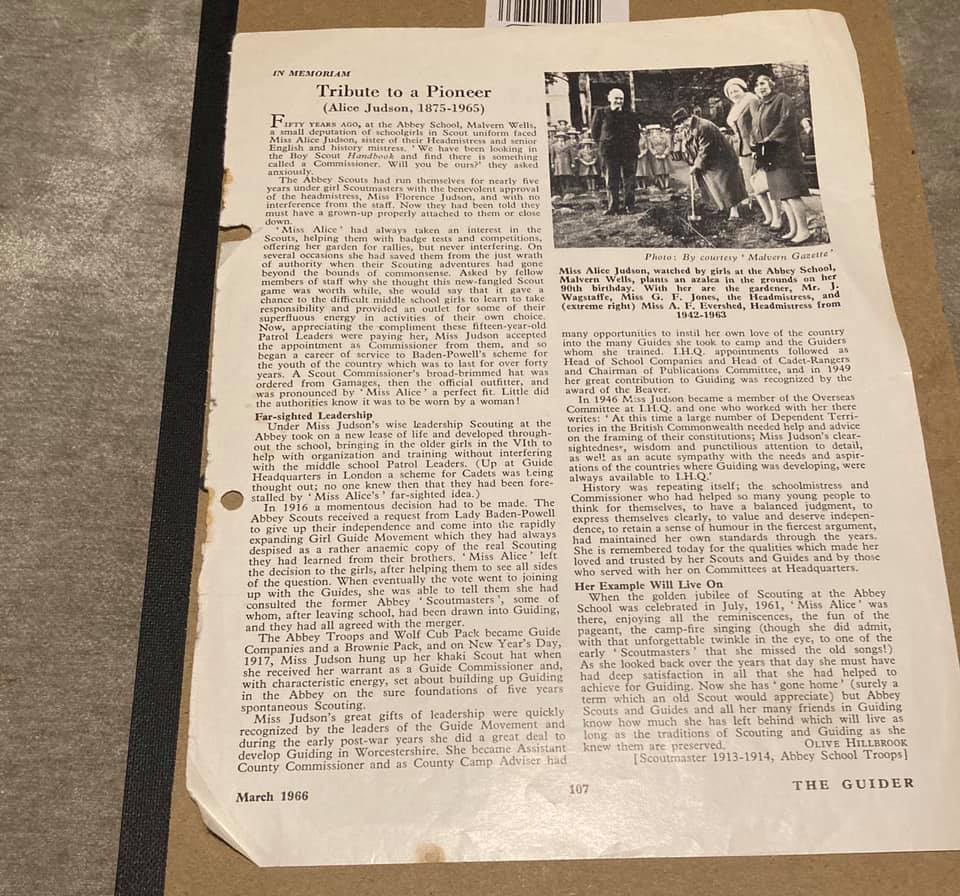 IN MEMORIAM
Tribute to a Pioneer
(Alice Judson, 1875-1965)
FIFTY YEARS AGO, at the Abbey School, Malvern Wells,
a small deputation of schoolgirls in Scout uniform faced
Miss Alice Judson, sister of their Headmistress and senior
English and history mistress. ' We have been looking in
the Boy Scout Handbook and find there is something
called a Commissioner. Will you be ours?' they asked
anxiously.
The Abbey Scouts had run themselves for nearly five
years under girl Scoutmasters with the benevolent approval
of the headmistress, Miss Florence Judson, and with no
interference from the staff. Now they had been told they
must have a grown-up properly attached to them or close
down.
' Miss Alice ' had always taken an interest in the
Scouts, helping them with badge tests and competitions,
offering her garden for rallies, but never interfering. On
several occasions she had saved them from the just wrath
of authority when their Scouting adventures had gone
beyond the bounds of commonsense. Asked by fellow
members of staff why she thought this new-fangled Scout
game was worth while, she would say that it gave a
chance to the difficult middle school girls to learn to take
responsibility and provided an outlet for some of their
superfluous energy in activities of their own choice.
Now, appreciating the compliment these fifteen-year-old
Patrol Leaders were paying her, Miss Judson accepted
the appointment as Commissioner from them, and so
began a career of service to Baden-Powell's scheme for
the youth of the country which was to last for over forty
years. A Scout Commissioner's broad-brimmed hat was
ordered from Gamages, then the official outfitter, and
was pronounced by ' Miss Alice ' a perfect fit. Little did
the authorities know it was to be worn by a woman!
Far-sighted Leadership
Under Miss Judson's wise leadership Scouting at the
Abbey took on a new lease of life and developed through-
out the school, bringing in the older girls in the VIth to
help with organization and training without interfering
with the middle school Patrol Leaders. (Up at Guide
Headquarters in London a scheme for Cadets was being
thought out; no one knew then that they had been fore-
stalled by ' Miss Alice's ' far-sighted idea.)
In 1916 a momentous decision had to be made. The
Abbey Scouts received a request from Lady Baden-Powell
to give up their independence and come into the rapidly
expanding Girl Guide Movement which they had always
despised as a rather anaemic copy of the real Scouting
they had learned from their brothers. ' Miss Alice ' left
the decision to the girls, after helping them to see all sides
of the question. When eventually the vote went to joining
up with the Guides, she was able to tell them she had
consulted the former Abbey ' Scoutmasters ', some of
whom, after leaving school, had been drawn into Guiding,
and they had all agreed with the merger.
The Abbey Troops and Wolf Cub Pack became Guide
Companies and a Brownie Pack, and on New Year's Day,
1917, Miss Judson hung up her khaki Scout hat when
she received her warrant as a Guide Commissioner and,
with characteristic energy, set about building up Guiding
in the Abbey on the sure foundations of five years
spontaneous Scouting.
Miss Judson's great gifts of leadership were quickly
recognized by the leaders of the Guide Movement and
during the early post-war years she did a great deal to
develop Guiding in Worcestershire. She became Assistant
County Commissioner and as County Camp Adviser had
Photo: By courtesy ' Malvern Gazette '
Miss Alice Judson, watched by girls at the Abbey School,
Malvern Wells, plants an azalea in the grounds on her
90th birthday. With her are the gardener, Mr. J.
Wagstaffe, Miss G. F. Jones, the Headmistress, and
(extreme right) Miss A. F. Evershed, Headmistress from
1942-1963
many opportunities to instil her own love of the country
into the many Guides she took to camp and the Guiders
whom she trained. I.H.Q. appointments followed as
Head of School Companies and Head of Cadet-Rangers
and Chairman of Publications Committee, and in 1949
her great contribution to Guiding was recognized by the
award of the Beaver.
In 1946 Miss Judson became a member of the Overseas
Committee at I.H.Q. and one who worked with her there
writes: ' At this time a large number of Dependent Terri-
tories in the British Commonwealth needed help and advice
on the framing of their constitutions; Miss Judson's clear-
sightedness, wisdom and punctilious attention to detail,
as well as an acute sympathy with the needs and aspir-
ations of the countries where Guiding was developing, were
always available to I.H.Q.'
History was repeating itself; the schoolmistress and
Commissioner who had helped so many young people to
think for themselves, to have a balanced judgment, to
express themselves clearly, to value and deserve indepen-
dence, to retain a sense of humour in the fiercest argument,
had maintained her own standards through the years.
She is remembered today for the qualities which made her
loved and trusted by her Scouts and Guides and by those
who served with her on Committees at Headquarters.
Her Example Will Live On
When the golden jubilee of Scouting at the Abbey
School was celebrated in July, 1961, ' Miss Alice ' was
there, enjoying all the reminiscences, the fun of the
pageant, the camp-fire singing (though she did admit,
with that unforgettable twinkle in the eye, to one of the
early ' Scoutmasters ' that she missed the old songs!)
As she looked back over the years that day she must have
had deep satisfaction in all that she had helped to
achieve for Guiding. Now she has ' gone home ' (surely a
term which an old Scout would appreciate) but Abbey
Scouts and Guides and all her many friends in Guiding
know how much she has left behind which will live as
long as the traditions of Scouting and Guiding as she
knew them are preserved. OLIVE HILLBROOK
[Scoutmaster 1913-1914, Abbey School Troops]
March 1966
107
THE GUIDER